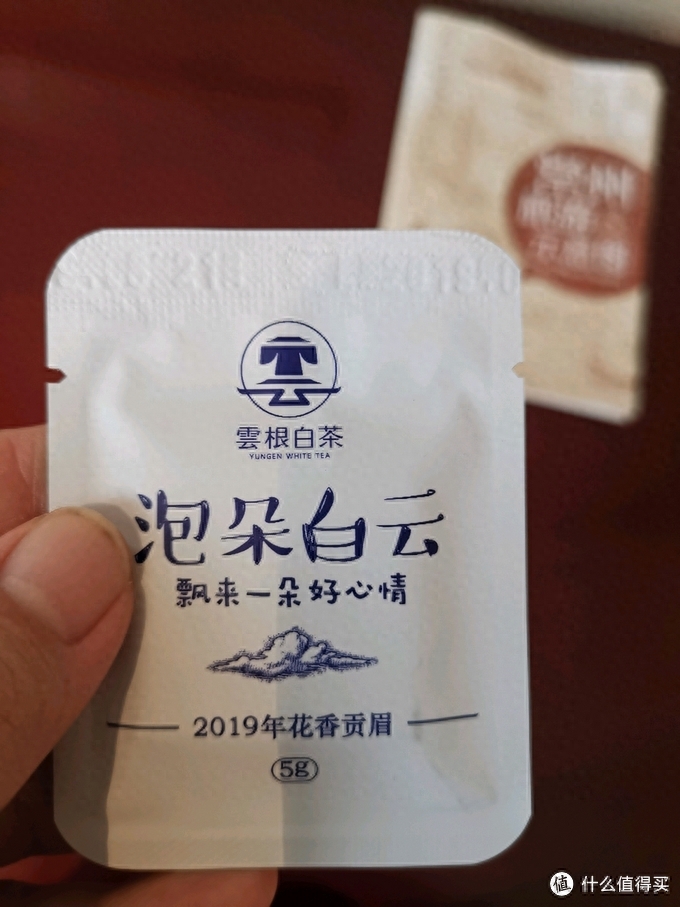 雲根白茶
YUNGEN WHITE TEA
泡朵白云
飘来一朵好心情
2019年花香贡眉
5g
值 什么值得买